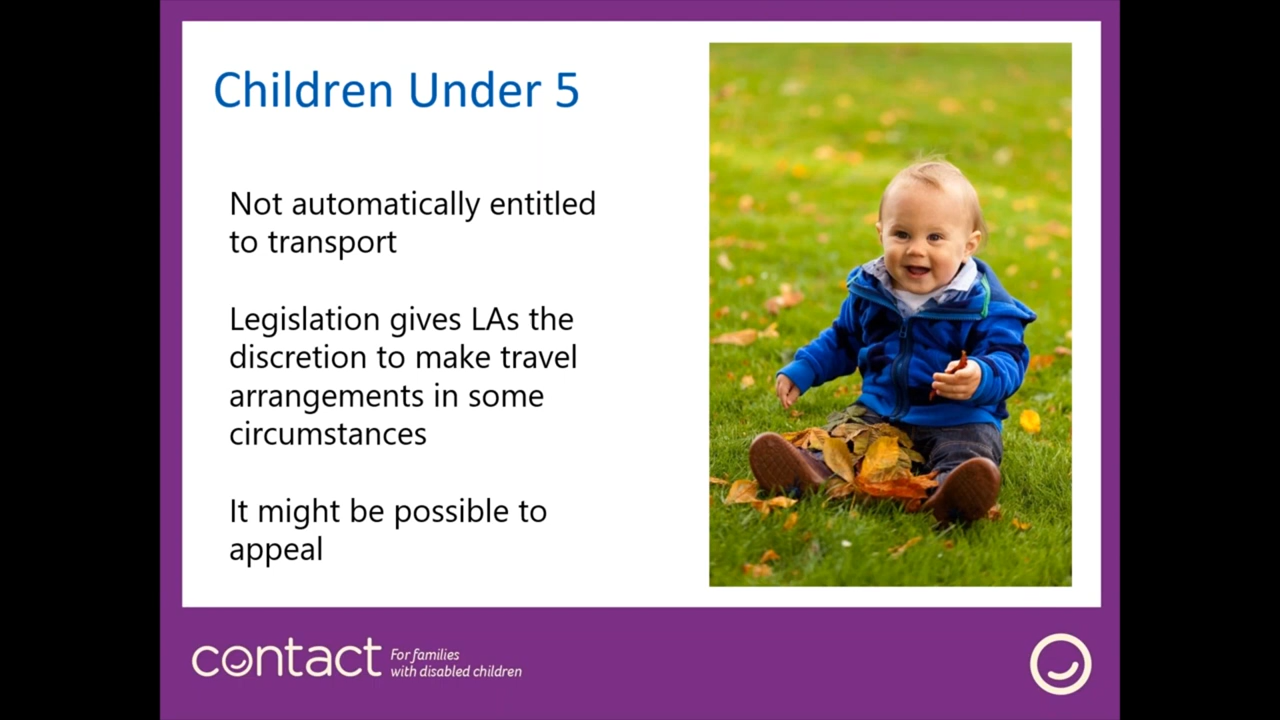 Children Under 5
Not automatically entitled
to transport
Legislation gives LAs the
discretion to make travel
arrangements in some
circumstances
It might be possible to
appeal
contact
For families
with disabled children